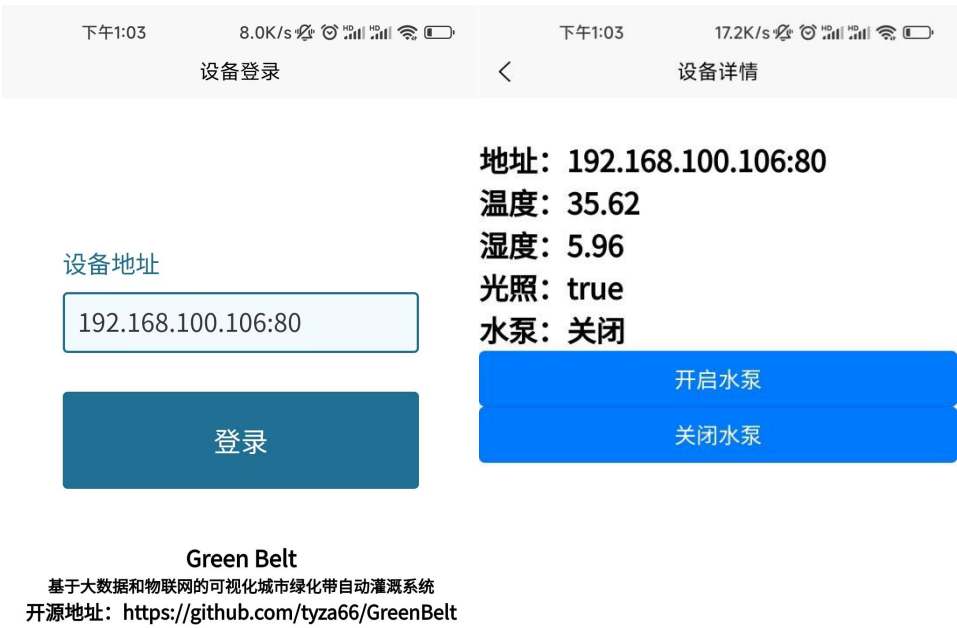 下午1:03
8.0K/s
设备登录
设备地址
192.168.100.106:80
登录
Green Belt
基于大数据和物联网的可视化城市绿化带自动灌溉系统
开源地址：https://github.com/tyza66/GreenBelt
下午1:03
17.2K/s
设备详情
地址：192.168.100.106:80
温度：35.62
湿度：5.96
光照：true
水泵：关闭
开启水泵
关闭水泵